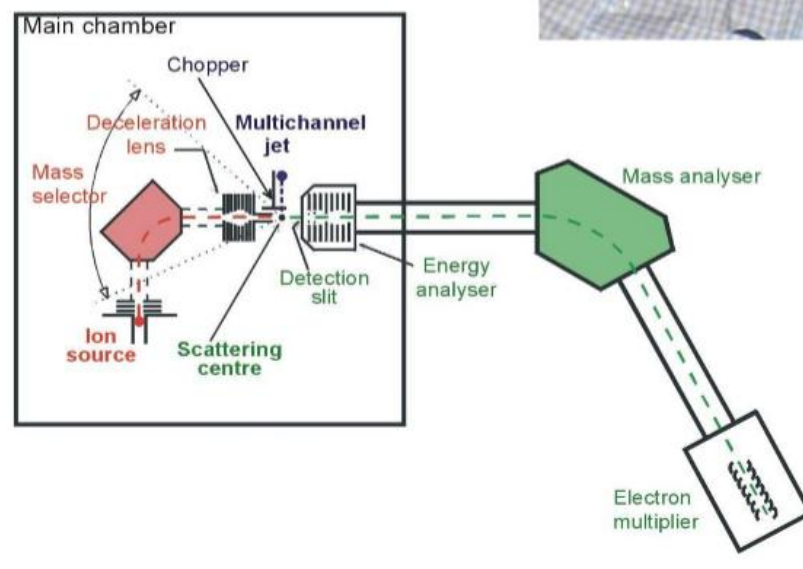 Main chamber
Chopper
Deceleration
lens
Multichannel
jet
Mass
selector
Mass analyser
Detection
slit
Energy
analyser
Ion
source
Scattering
centre
Electron
multiplier